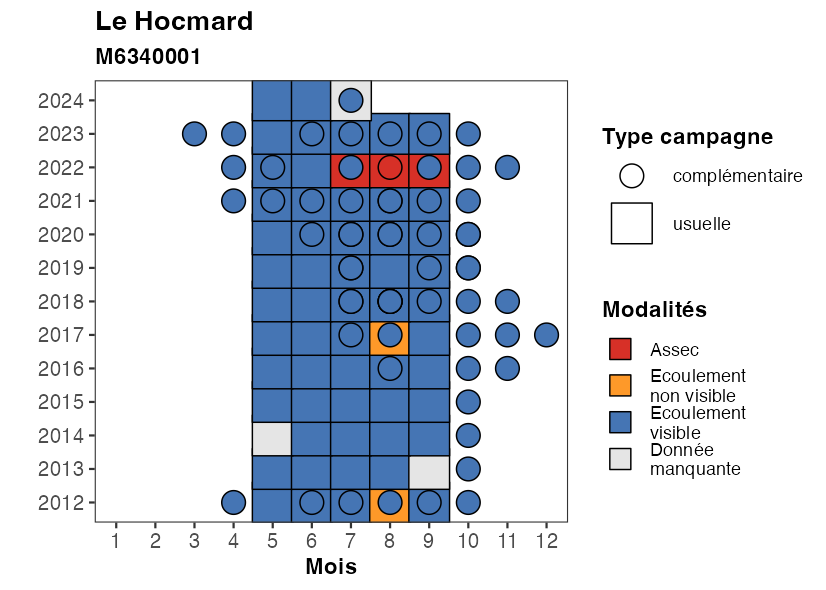 Le Hocmard
M6340001
2024
2023
2022
2021
2020
2019
2018
2017
2016
2015
2014
2013
2012
1 2 3 4 5 6 7 8 9 10 11 12
Mois
Type campagne
complémentaire
usuelle
Modalités
Assec
Ecoulement
non visible
Ecoulement
visible
Donnée
manquante